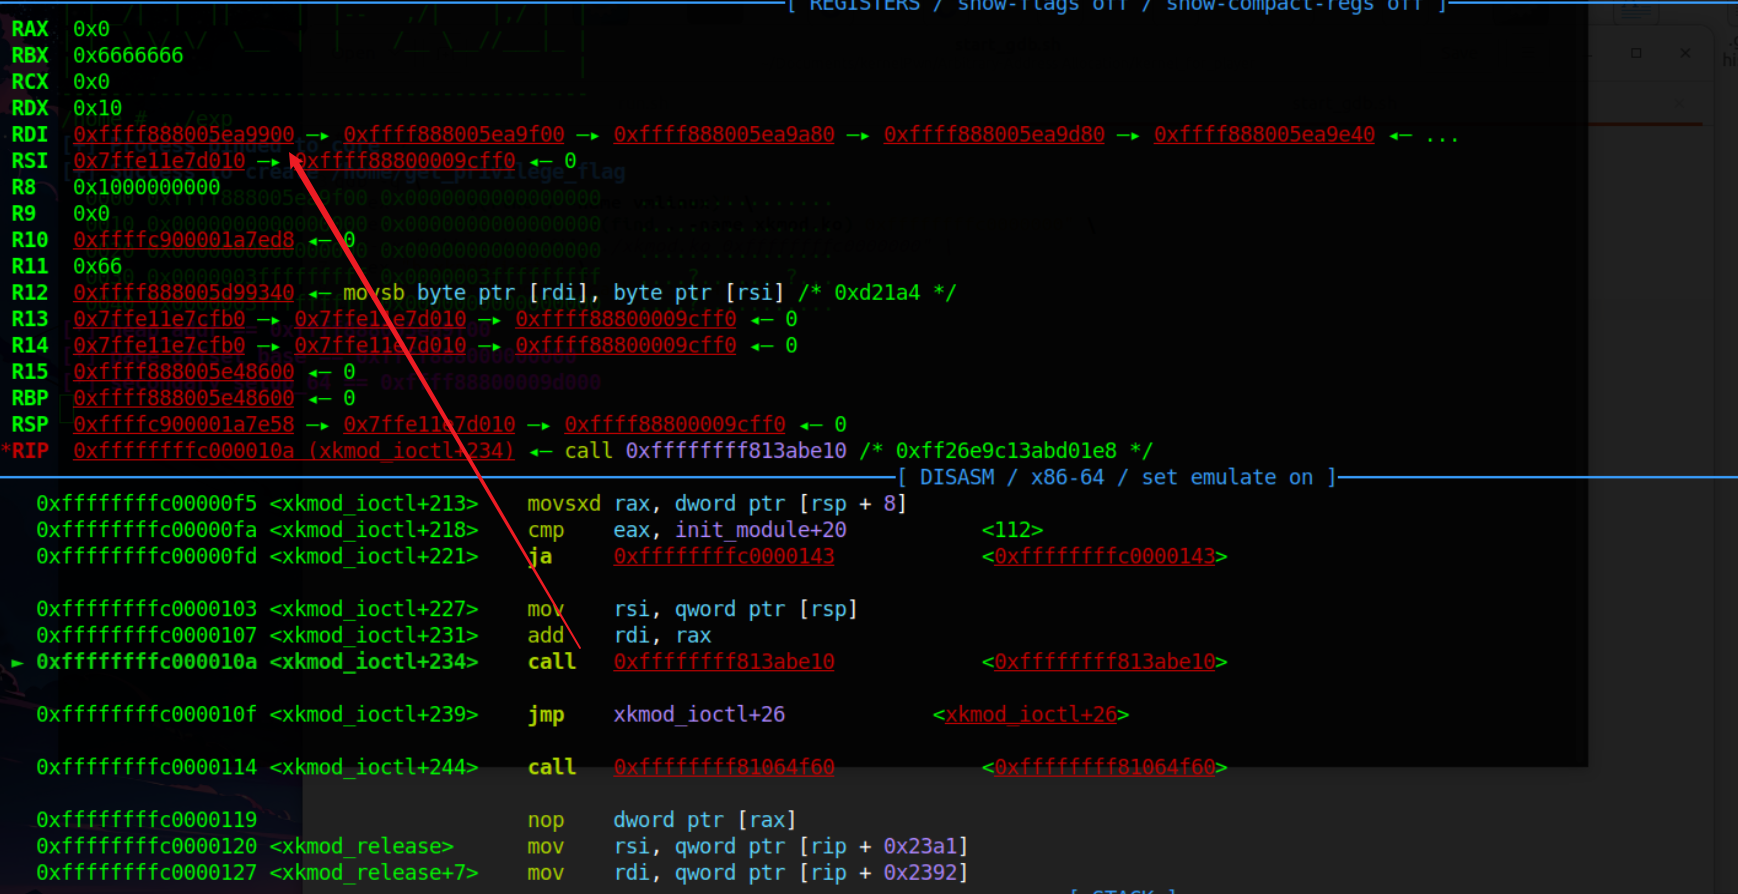 [ REGISTERS / show-flags off / show-compact-regs off ]
RAX 0x0
RBX 0x6666666
RCX 0x0
RDX 0x10
RDI 0xffff888005ea9900 —▸ 0xffff888005ea9f00 —▸ 0xffff888005ea9a80 —▸ 0xffff888005ea9d80 —▸ 0xffff888005ea9e40 ◂— ...
RSI 0x7ffe11e7d010 —▸ 0xffff88800009cff0 ◂— 0
R8 0x1000000000
R9 0x0
R10 0xffffc900001a7ed8 ◂— 0
R11 0x66
R12 0xffff888005d99340 ◂— movsb byte ptr [rdi], byte ptr [rsi] /* 0xd21a4 */
R13 0x7ffe11e7cfb0 —▸ 0x7ffe11e7d010 —▸ 0xffff88800009cff0 ◂— 0
R14 0x7ffe11e7cfb0 —▸ 0x7ffe11e7d010 —▸ 0xffff88800009cff0 ◂— 0
R15 0xffff888005e48600 ◂— 0
RBP 0xffff888005e48600 ◂— 0
RSP 0xffffc900001a7e58 —▸ 0x7ffe11e7d010 —▸ 0xffff88800009cff0 ◂— 0
*RIP 0xffffffffc000010a (xkmod_ioctl+234) ◂— call 0xffffffff813abe10 /* 0xff26e9c13abd01e8 */
[ DISASM / x86-64 / set emulate on ]
0xffffffffc00000f5 <xkmod_ioctl+213> movsxd rax, dword ptr [rsp + 8]
0xffffffffc00000fa <xkmod_ioctl+218> cmp eax, init_module+20 <112>
0xffffffffc00000fd <xkmod_ioctl+221> ja 0xffffffffc0000143 <0xffffffffc0000143>
0xffffffffc0000103 <xkmod_ioctl+227> mov rsi, qword ptr [rsp]
0xffffffffc0000107 <xkmod_ioctl+231> add rdi, rax
► 0xffffffffc000010a <xkmod_ioctl+234> call 0xffffffff813abe10 <0xffffffff813abe10>
0xffffffffc000010f <xkmod_ioctl+239> jmp xkmod_ioctl+26 <xkmod_ioctl+26>
0xffffffffc0000114 <xkmod_ioctl+244> call 0xffffffff81064f60 <0xffffffff81064f60>
0xffffffffc0000119 nop dword ptr [rax]
0xffffffffc0000120 <xkmod_release> mov rsi, qword ptr [rip + 0x23a1]
0xffffffffc0000127 <xkmod_release+7> mov rdi, qword ptr [rip + 0x2392]
[ STACK ]